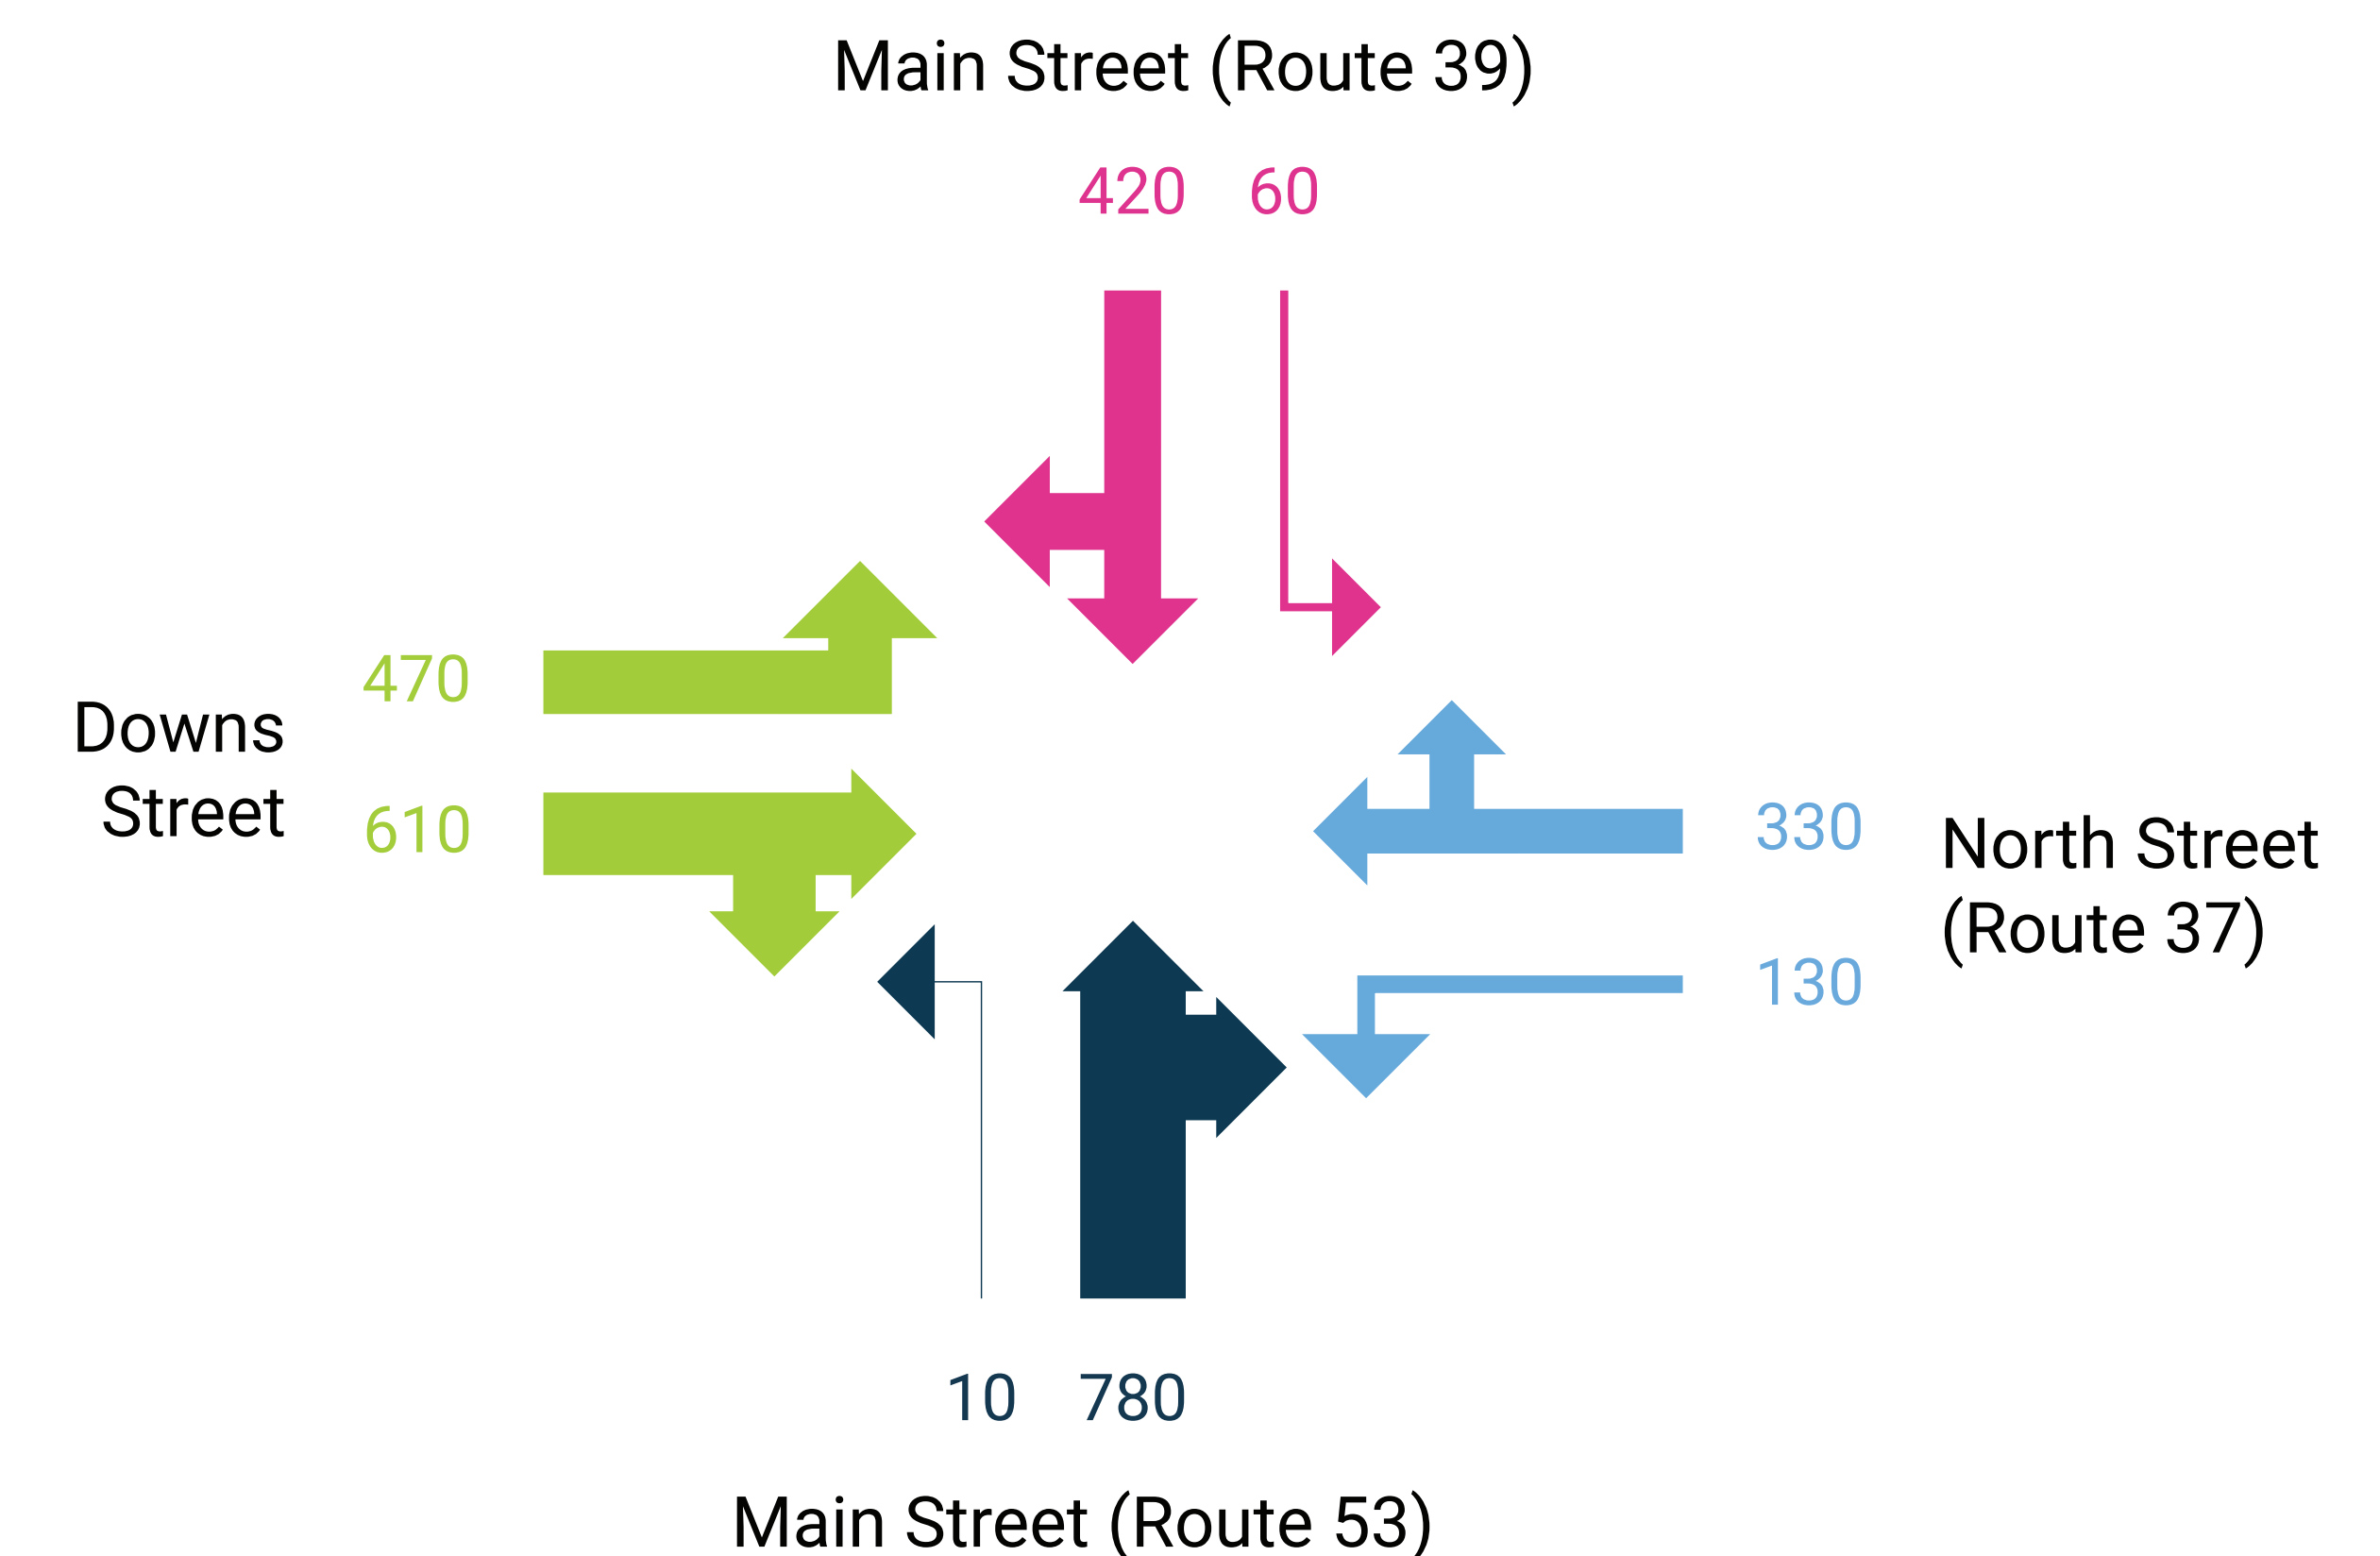 Main Street (Route 39)
420 60
470
Downs
Street
610
330
North Street
(Route 37)
130
10 780
Main Street (Route 53)